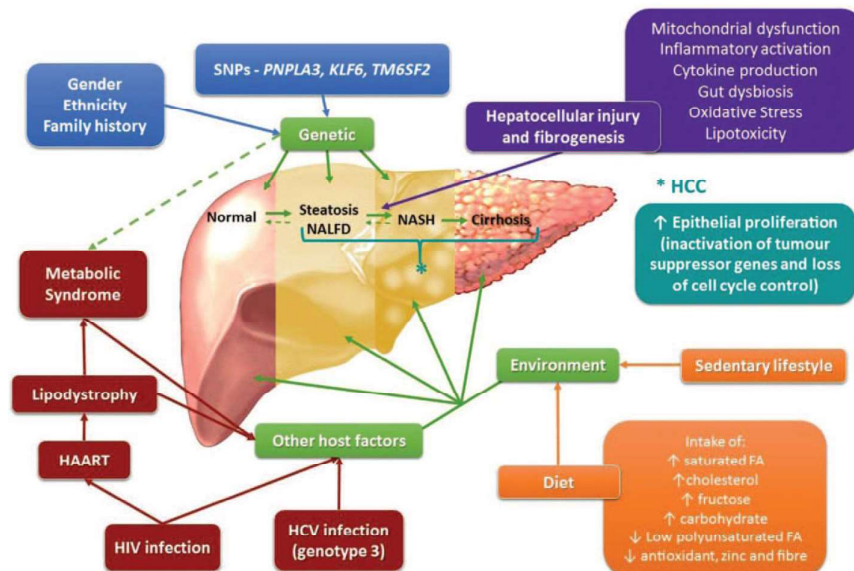 Gender
Ethnicity
Family history
SNPs - PNPLA3, KLF6, TM6SF2
Genetic
Mitochondrial dysfunction
Inflammatory activation
Cytokine production
Gut dysbiosis
Oxidative Stress
Lipotoxicity
Hepatocellular injury
and fibrogenesis
* HCC
↑ Epithelial proliferation
(inactivation of tumour
suppressor genes and loss
of cell cycle control)
Normal
Steatosis
NALFD
NASH
Cirrhosis
*
Metabolic
Syndrome
Lipodystrophy
HAART
HIV infection
Other host factors
HCV infection
(genotype 3)
Environment
Sedentary lifestyle
Diet
Intake of:
↑ saturated FA
↑cholesterol
↑ fructose
↑ carbohydrate
↓ Low polyunsaturated FA
↓ antioxidant, zinc and fibre